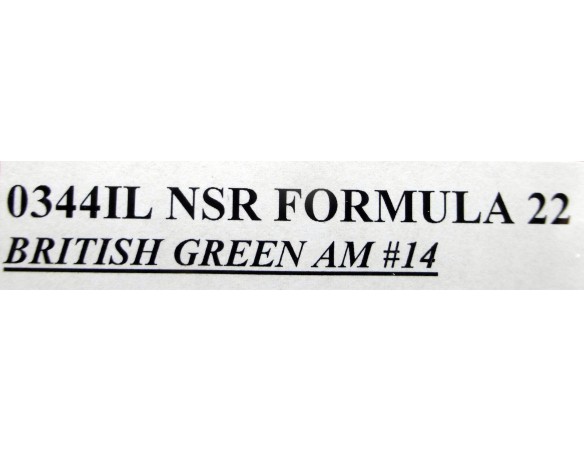 0344IL NSR FORMULA 22
BRITISH GREEN AM #14